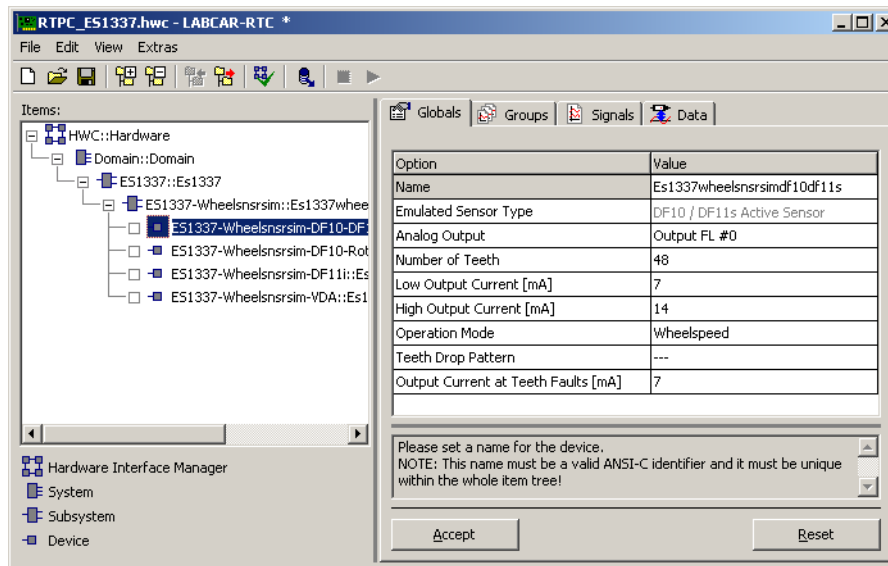 RTPC_ES1337.hwc - LABCAR-RTC *
File Edit View Extras
Items:
HWC::Hardware
Domain::Domain
ES1337::Es1337
ES1337-Wheelsnsrsim::Es1337whee
ES1337-Wheelsnsrsim-DF10-DF1
ES1337-Wheelsnsrsim-DF10-Rot
ES1337-Wheelsnsrsim-DF11i::Es
ES1337-Wheelsnsrsim-VDA::Es1
Hardware Interface Manager
System
Subsystem
Device
Globals Groups Signals Data
Option Value
Name Es1337wheelsnsrsimdf10df11s
Emulated Sensor Type DF10 / DF11s Active Sensor
Analog Output Output FL #0
Number of Teeth 48
Low Output Current [mA] 7
High Output Current [mA] 14
Operation Mode Wheelspeed
Teeth Drop Pattern ---
Output Current at Teeth Faults [mA] 7
Please set a name for the device.
NOTE: This name must be a valid ANSI-C identifier and it must be unique
within the whole item tree!
Accept Reset